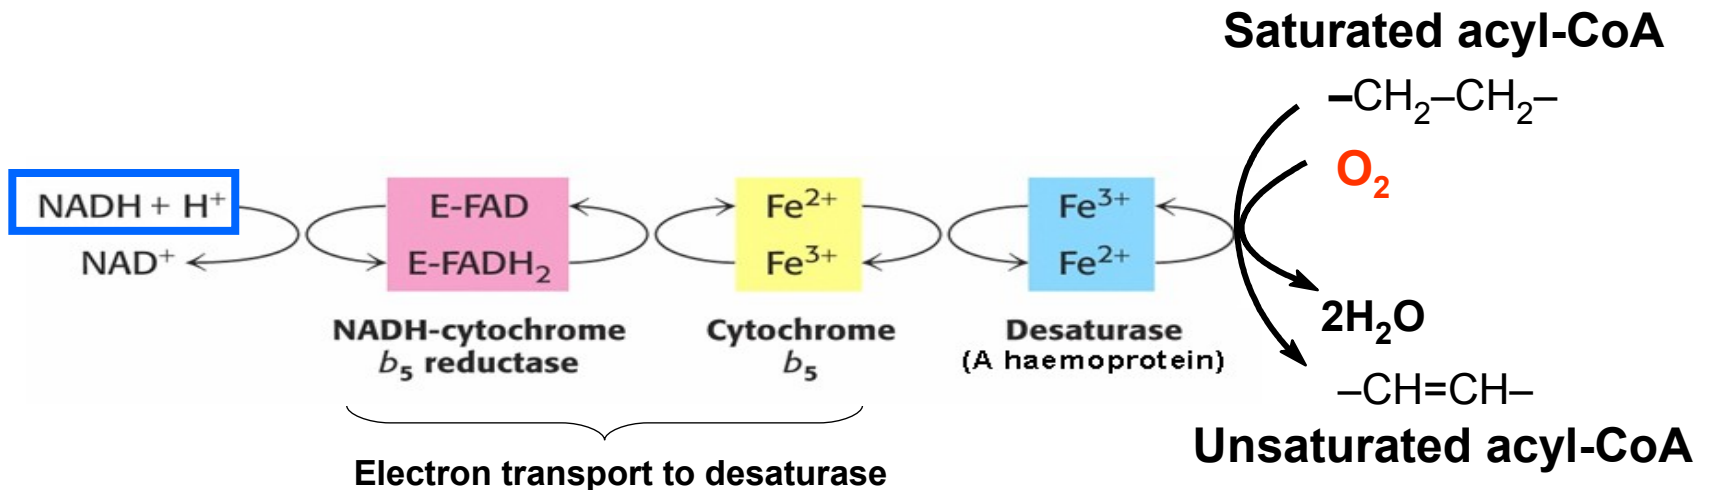 Saturated acyl-CoA
–CH₂–CH₂–
O₂
NADH + H⁺
NAD⁺
E-FAD
E-FADH₂
Fe²⁺
Fe³⁺
Fe³⁺
Fe²⁺
2H₂O
NADH-cytochrome
b₅ reductase
Cytochrome
b₅
Desaturase
(A haemoprotein)
–CH=CH–
Unsaturated acyl-CoA
Electron transport to desaturase